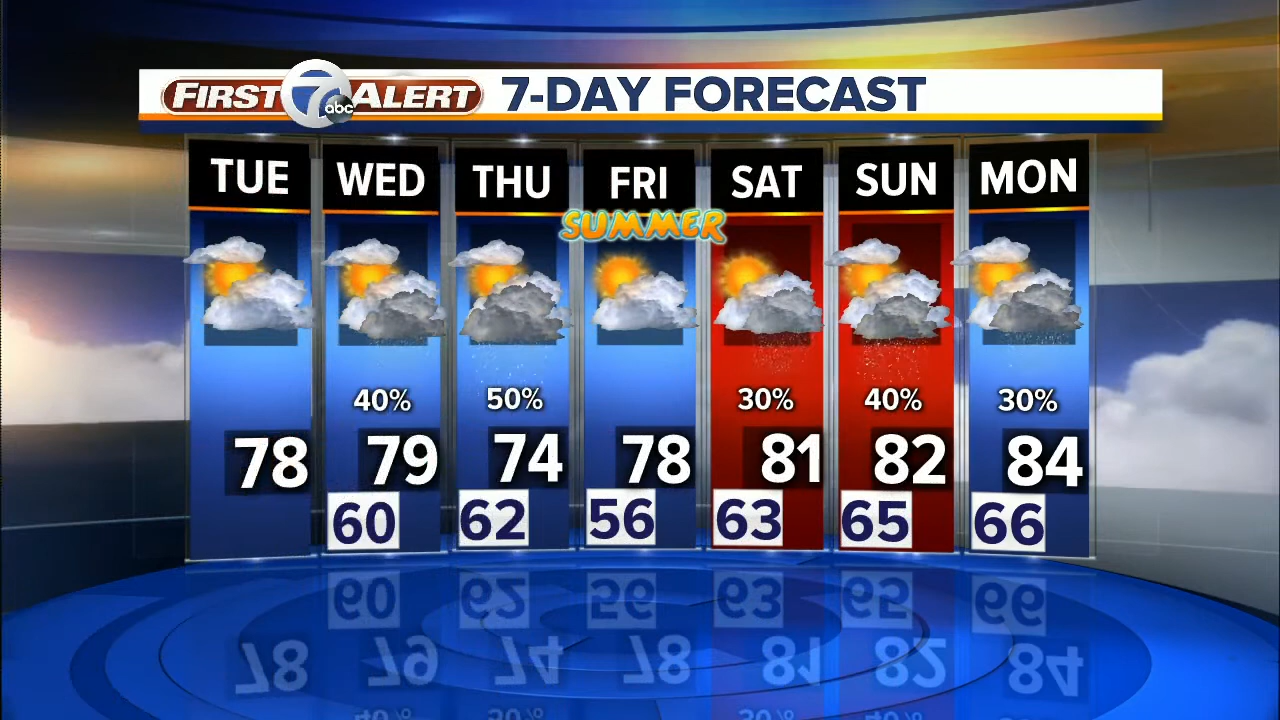 FIRST 7 abc ALERT 7-DAY FORECAST
TUE WED THU FRI SAT SUN MON
SUMMER
40% 50% 30% 40% 30%
78 79 74 78 81 82 84
60 62 56 63 65 66